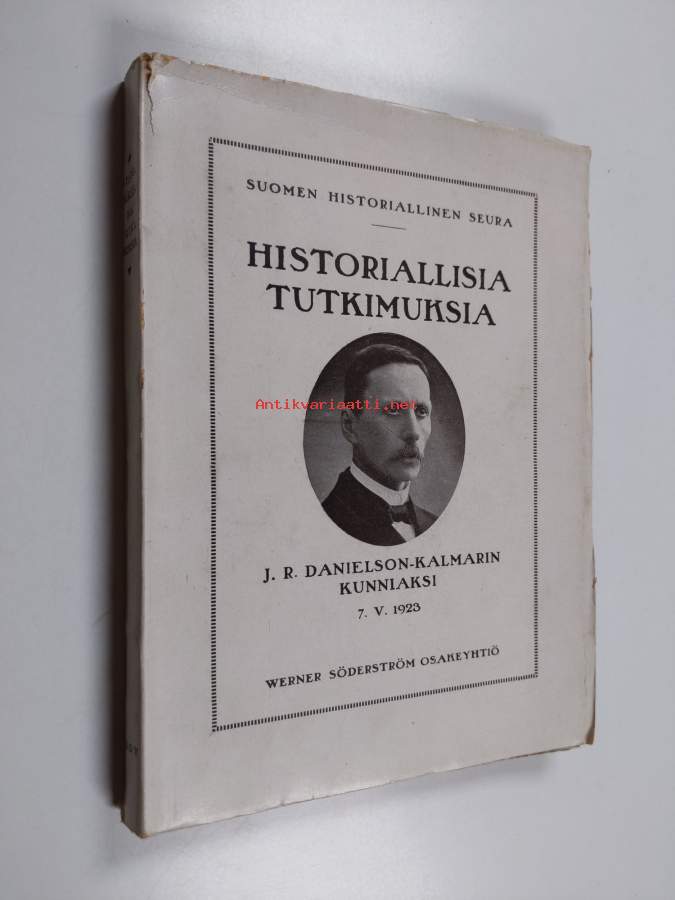 SUOMEN HISTORIALLINEN SEURA
HISTORIALLISIA
TUTKIMUKSIA
Antikvariaatti.net
J. R. DANIELSON-KALMARIN
KUNNIAKSI
7. V. 1923
WERNER SÖDERSTRÖM OSAKEYHTIÖ